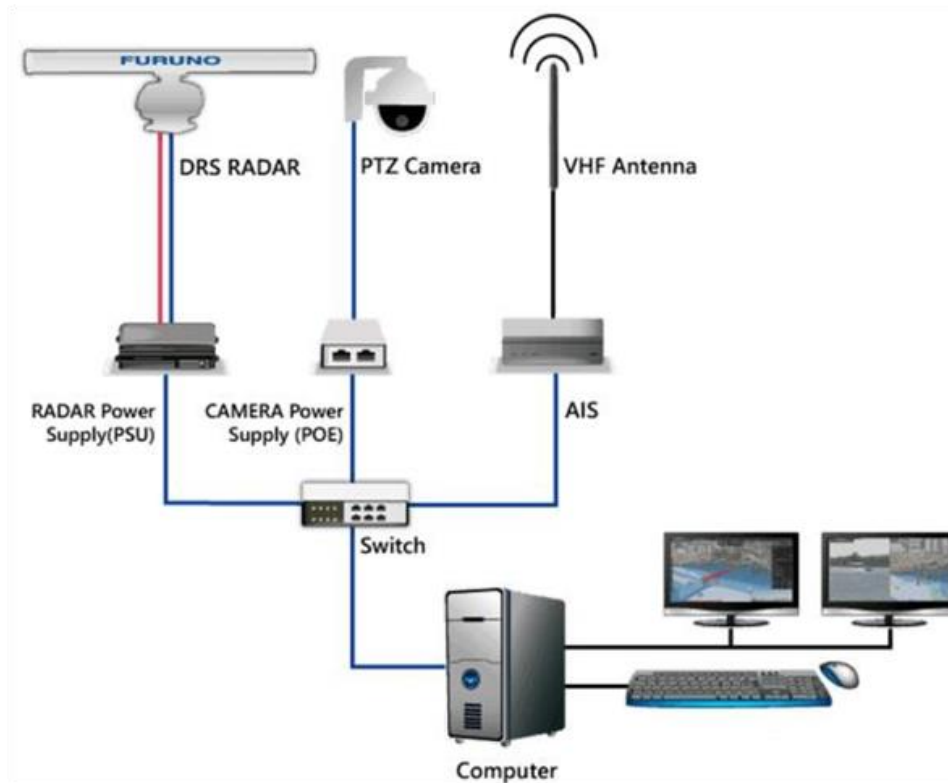 FURUNO
DRS RADAR
PTZ Camera
VHF Antenna
RADAR Power
Supply(PSU)
CAMERA Power
Supply (POE)
AIS
Switch
Computer